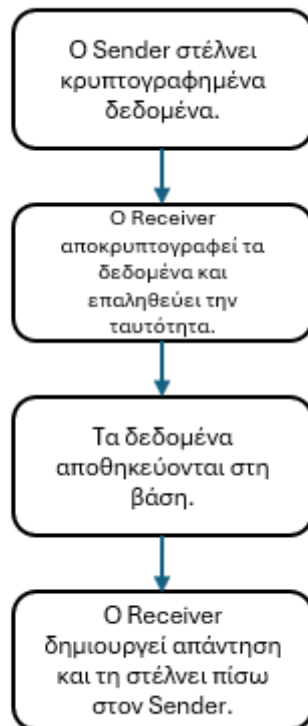 Ο Sender στέλνει
κρυπτογραφημένα
δεδομένα.
Ο Receiver
αποκρυπτογραφεί τα
δεδομένα και
επαληθεύει την
ταυτότητα.
Τα δεδομένα
αποθηκεύονται στη
βάση.
Ο Receiver
δημιουργεί απάντηση
και τη στέλνει πίσω
στον Sender.